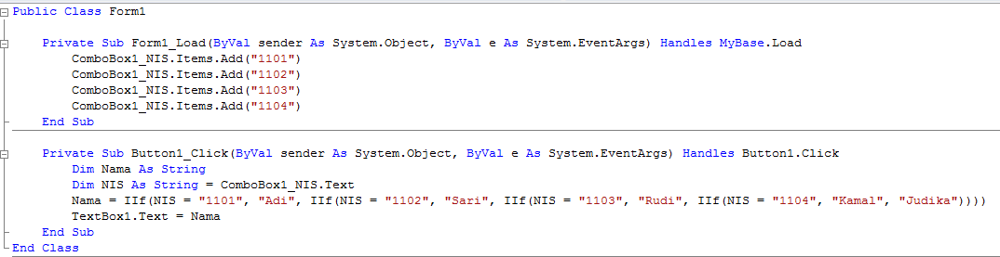 Public Class Form1
Private Sub Form1_Load(ByVal sender As System.Object, ByVal e As System.EventArgs) Handles MyBase.Load
ComboBox1_NIS.Items.Add("1101")
ComboBox1_NIS.Items.Add("1102")
ComboBox1_NIS.Items.Add("1103")
ComboBox1_NIS.Items.Add("1104")
End Sub
Private Sub Button1_Click(ByVal sender As System.Object, ByVal e As System.EventArgs) Handles Button1.Click
Dim Nama As String
Dim NIS As String = ComboBox1_NIS.Text
Nama = IIf(NIS = "1101", "Adi", IIf(NIS = "1102", "Sari", IIf(NIS = "1103", "Rudi", IIf(NIS = "1104", "Kamal", "Judika"))))
TextBox1.Text = Nama
End Sub
End Class